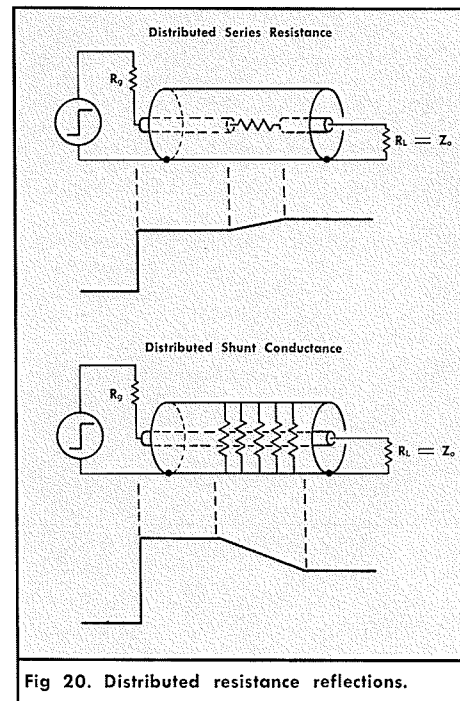 Distributed Series Resistance
Rg
RL = Zo
Distributed Shunt Conductance
Rg
RL = Zo
Fig 20. Distributed resistance reflections.